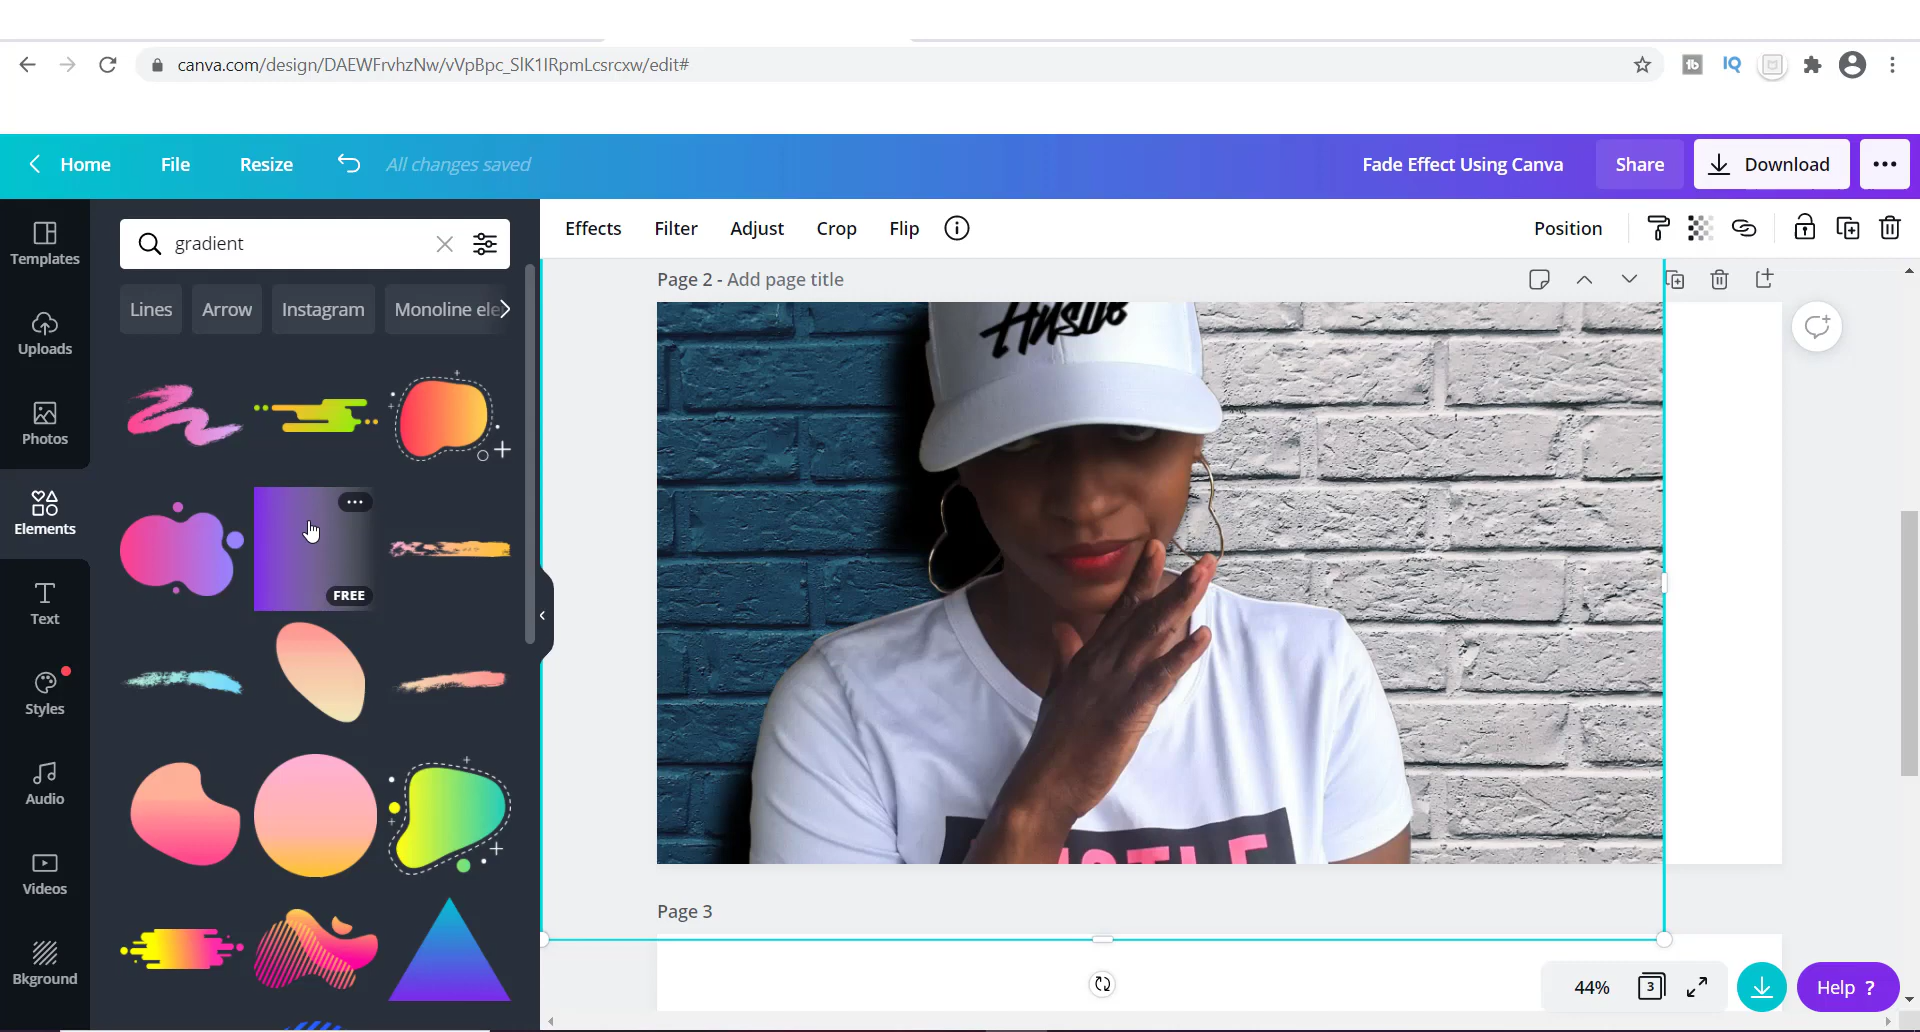 canva.com/design/DAEWFrvhzNw/vVpBpc_SlK1IRpmLcsrcxw/edit#
Home
File
Resize
All changes saved
Fade Effect Using Canva
Share
Download
Templates
Uploads
Photos
Elements
Text
Styles
Audio
Videos
Bkground
gradient
Lines
Arrow
Instagram
Monoline ele
FREE
Effects
Filter
Adjust
Crop
Flip
Position
Page 2 - Add page title
Hustle
HUSTLE
Page 3
44%
3
Help ?